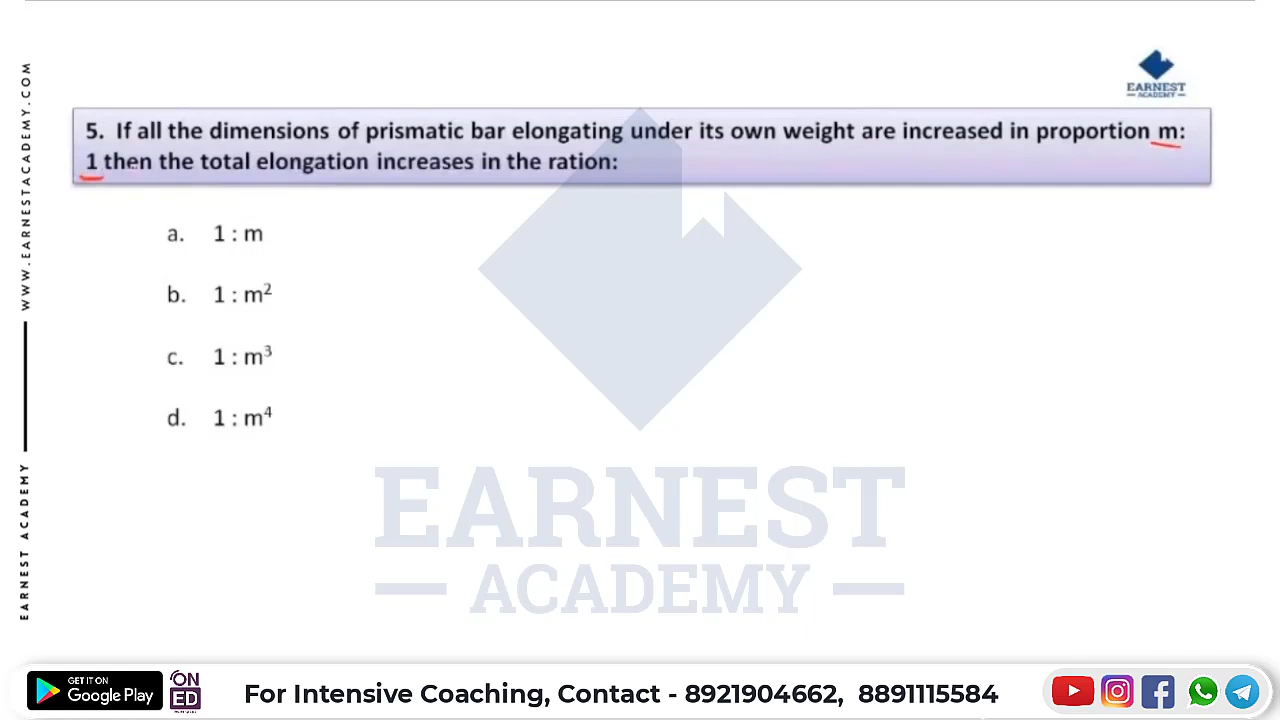 WWW.EARNESTACADEMY.COM
EARNEST ACADEMY
EARNEST
ACADEMY
5. If all the dimensions of prismatic bar elongating under its own weight are increased in proportion m:
1 then the total elongation increases in the ration:
a. 1 : m
b. 1 : m²
c. 1 : m³
d. 1 : m⁴
EARNEST
ACADEMY
GET IT ON
Google Play
ON
ED
For Intensive Coaching, Contact - 8921904662, 8891115584